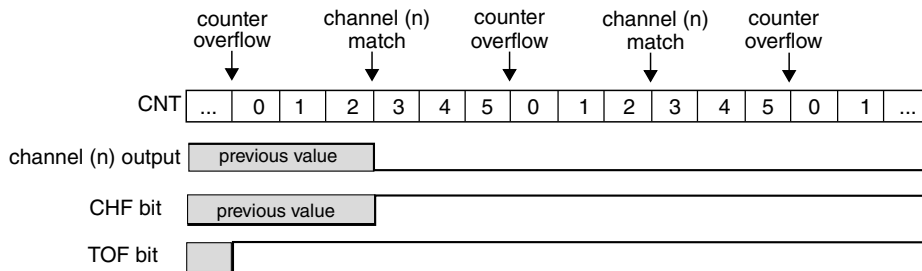 counter overflow
channel (n) match
counter overflow
channel (n) match
counter overflow
CNT ... 0 1 2 3 4 5 0 1 2 3 4 5 0 1 ...
channel (n) output previous value
CHF bit previous value
TOF bit